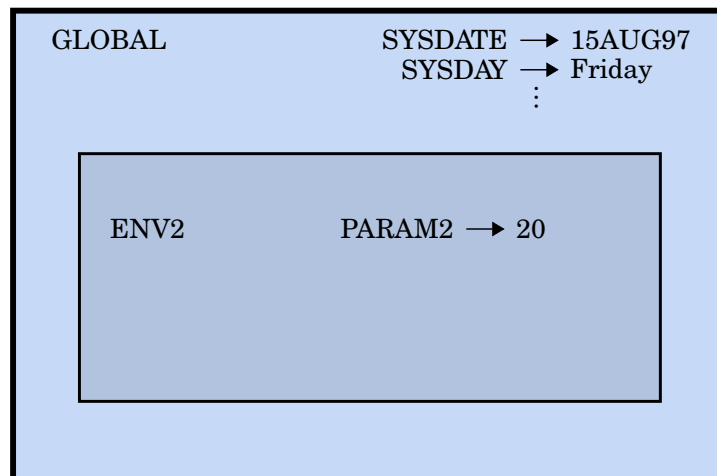 GLOBAL SYSDATE → 15AUG97
SYSDAY → Friday
⋮
ENV2 PARAM2 → 20